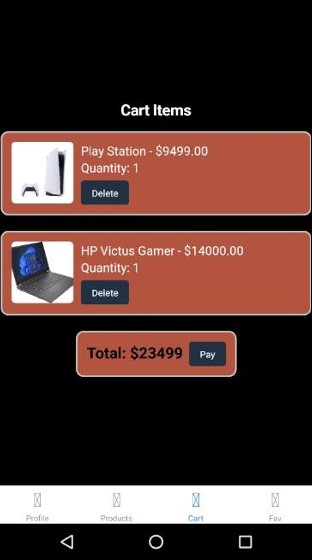 Cart Items
Play Station - $9499.00
Quantity: 1
Delete
HP Victus Gamer - $14000.00
Quantity: 1
Delete
Total: $23499 Pay
Profile Products Cart Fav